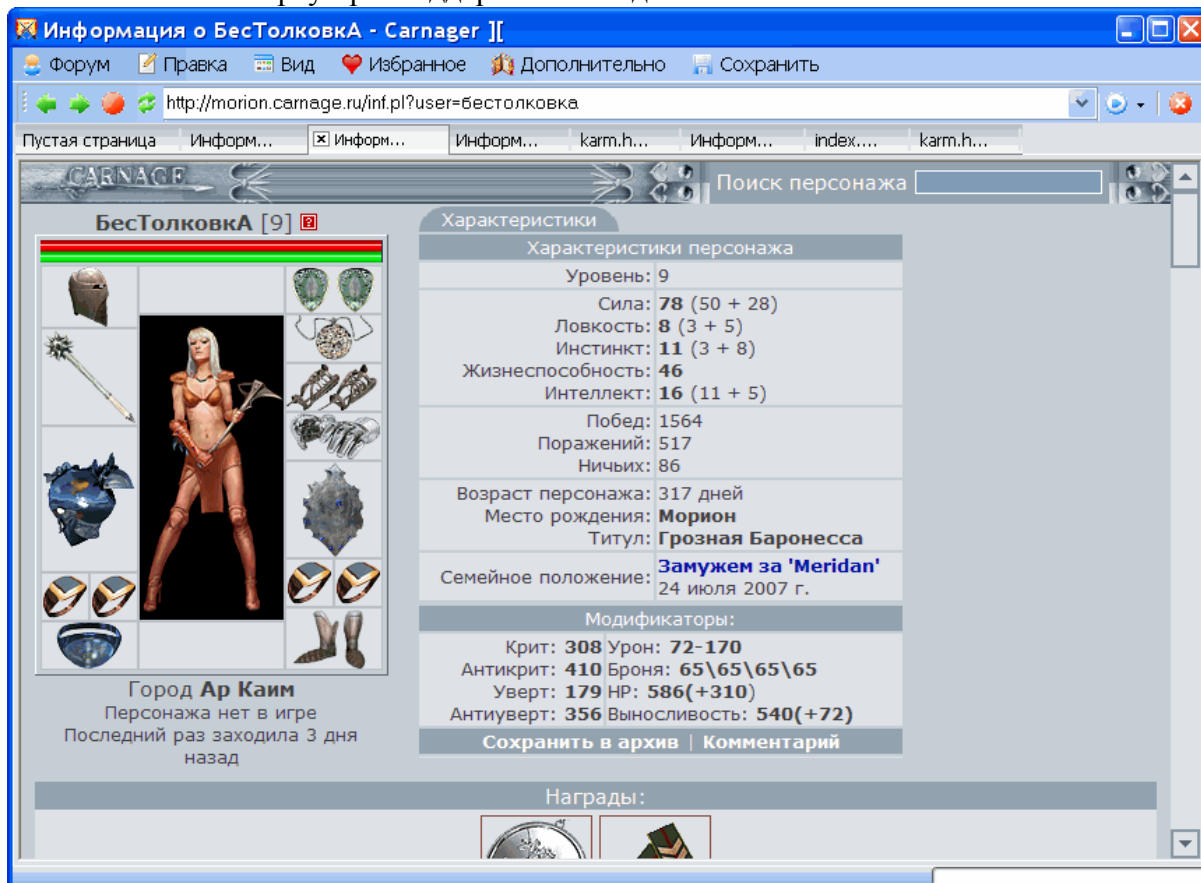 Информация о БесТолковкА - Carnager ][
Форум Правка Вид Избранное Дополнительно Сохранить
http://morion.carnage.ru/inf.pl?user=бестолковка
Пустая страница Информ... Информ... Информ... karm.h... Информ... index.... karm.h...
CARNAGE Поиск персонажа
БесТолковкА [9]
Характеристики
Характеристики персонажа
Уровень: 9
Сила: 78 (50 + 28)
Ловкость: 8 (3 + 5)
Инстинкт: 11 (3 + 8)
Жизнеспособность: 46
Интеллект: 16 (11 + 5)
Побед: 1564
Поражений: 517
Ничьих: 86
Возраст персонажа: 317 дней
Место рождения: Морион
Титул: Грозная Баронесса
Семейное положение: Замужем за 'Meridan'
24 июля 2007 г.
Модификаторы:
Крит: 308 Урон: 72-170
Антикрит: 410 Броня: 65\65\65\65
Уверт: 179 HP: 586(+310)
Антиуверт: 356 Выносливость: 540(+72)
Сохранить в архив | Комментарий
Город Ар Каим
Персонажа нет в игре
Последний раз заходила 3 дня
назад
Награды: